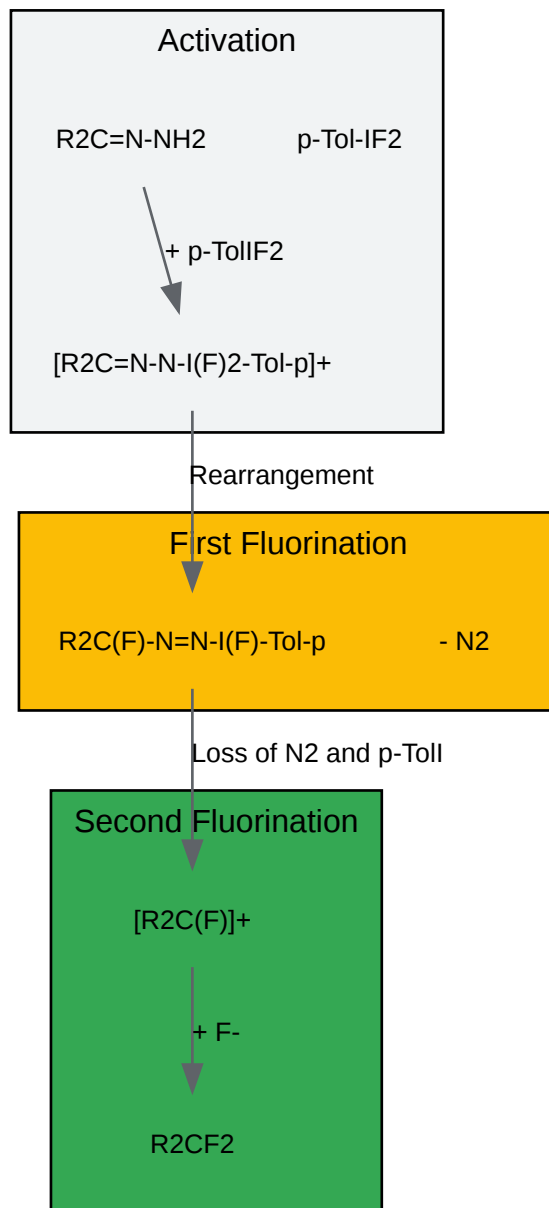 Activation
R2C=N-NH2
p-Tol-IF2
+ p-TolIF2
[R2C=N-N-I(F)2-Tol-p]+
Rearrangement
First Fluorination
R2C(F)-N=N-I(F)-Tol-p
- N2
Loss of N2 and p-TolI
Second Fluorination
[R2C(F)]+
+ F-
R2CF2